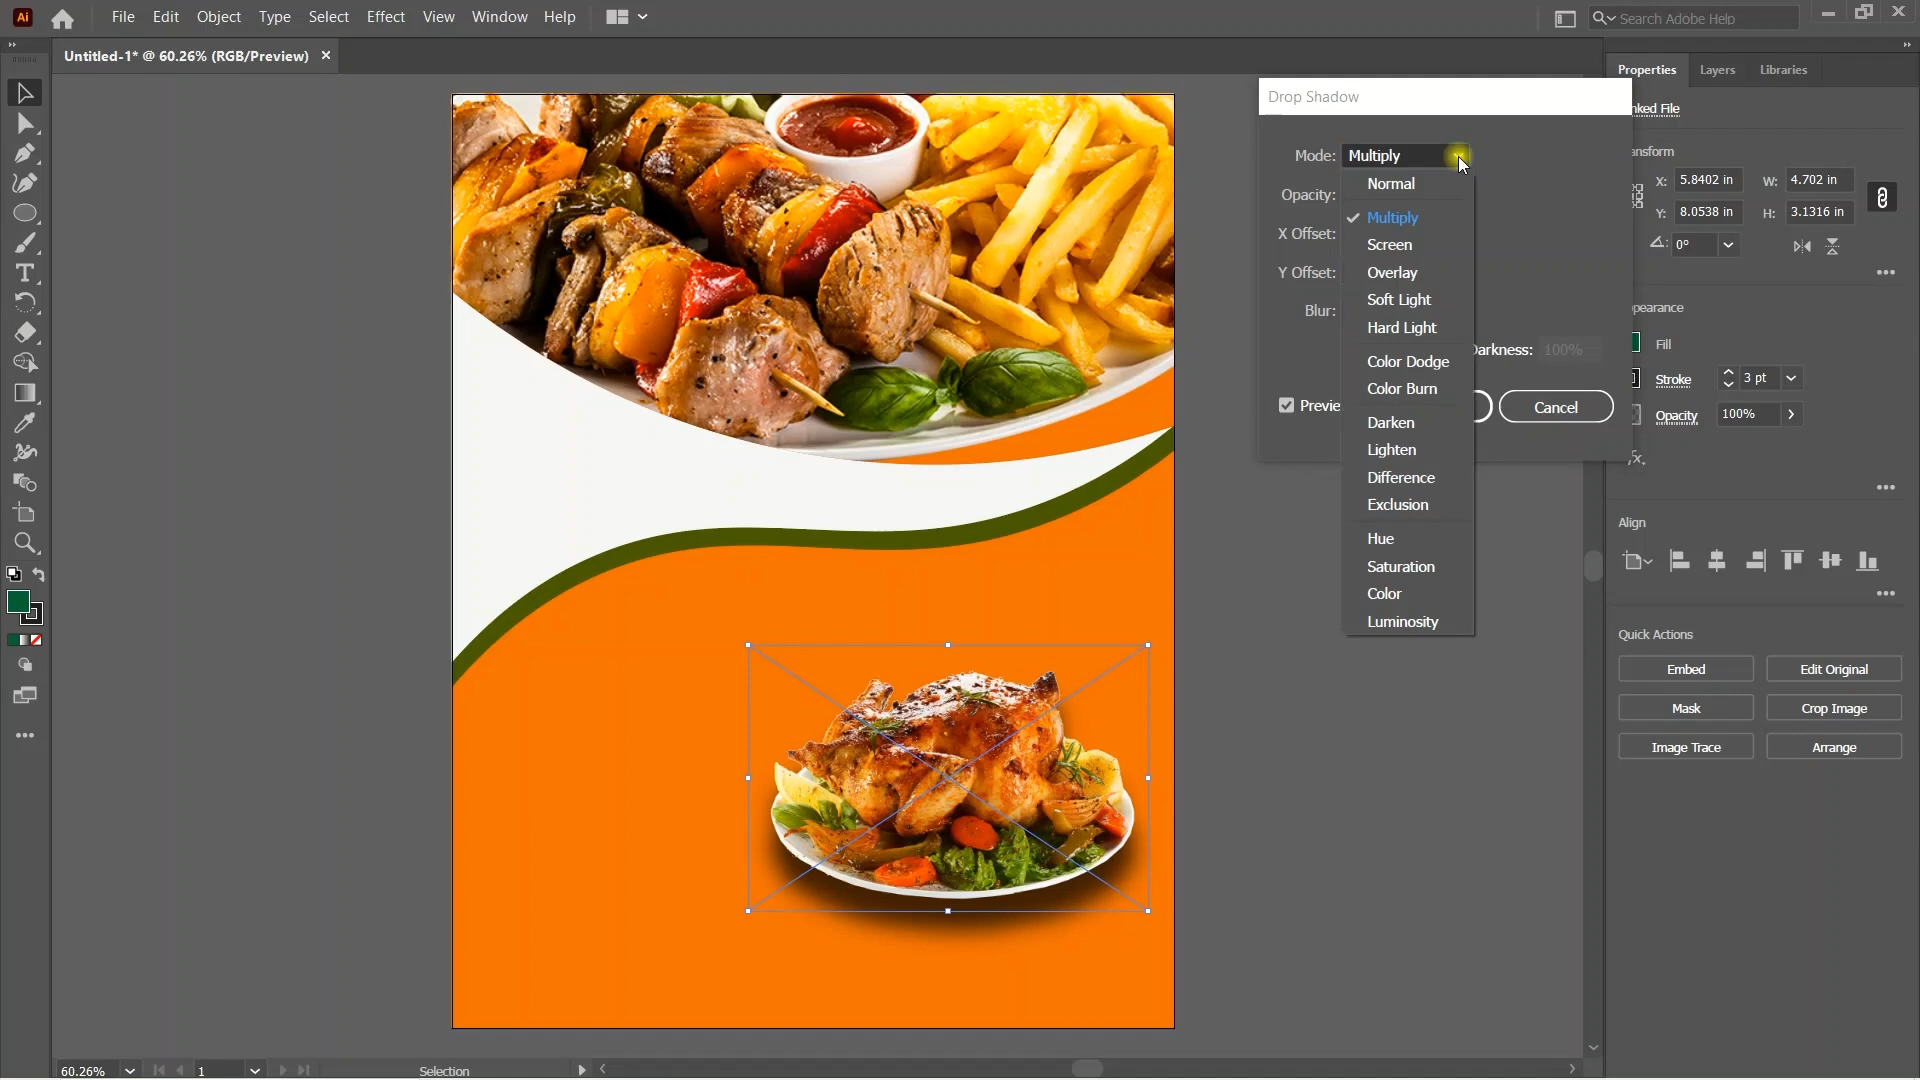 Ai
File Edit Object Type Select Effect View Window Help
Search Adobe Help
Untitled-1* @ 60.26% (RGB/Preview)
Properties Layers Libraries
Drop Shadow
nked File
Mode: Multiply
ansform
Normal
X: 5.8402 in W: 4.702 in
Opacity:
Multiply
Y: 8.0538 in H: 3.1316 in
X Offset:
Screen
0°
Y Offset:
Overlay
Soft Light
Blur:
ppearance
Hard Light
Fill
Darkness: 100%
Color Dodge
Stroke 3 pt
Color Burn
Previe
Cancel
Opacity 100%
Darken
Lighten
fx.
Difference
Exclusion
Align
Hue
Saturation
Color
Luminosity
Quick Actions
Embed Edit Original
Mask Crop Image
Image Trace Arrange
60.26% 1 Selection